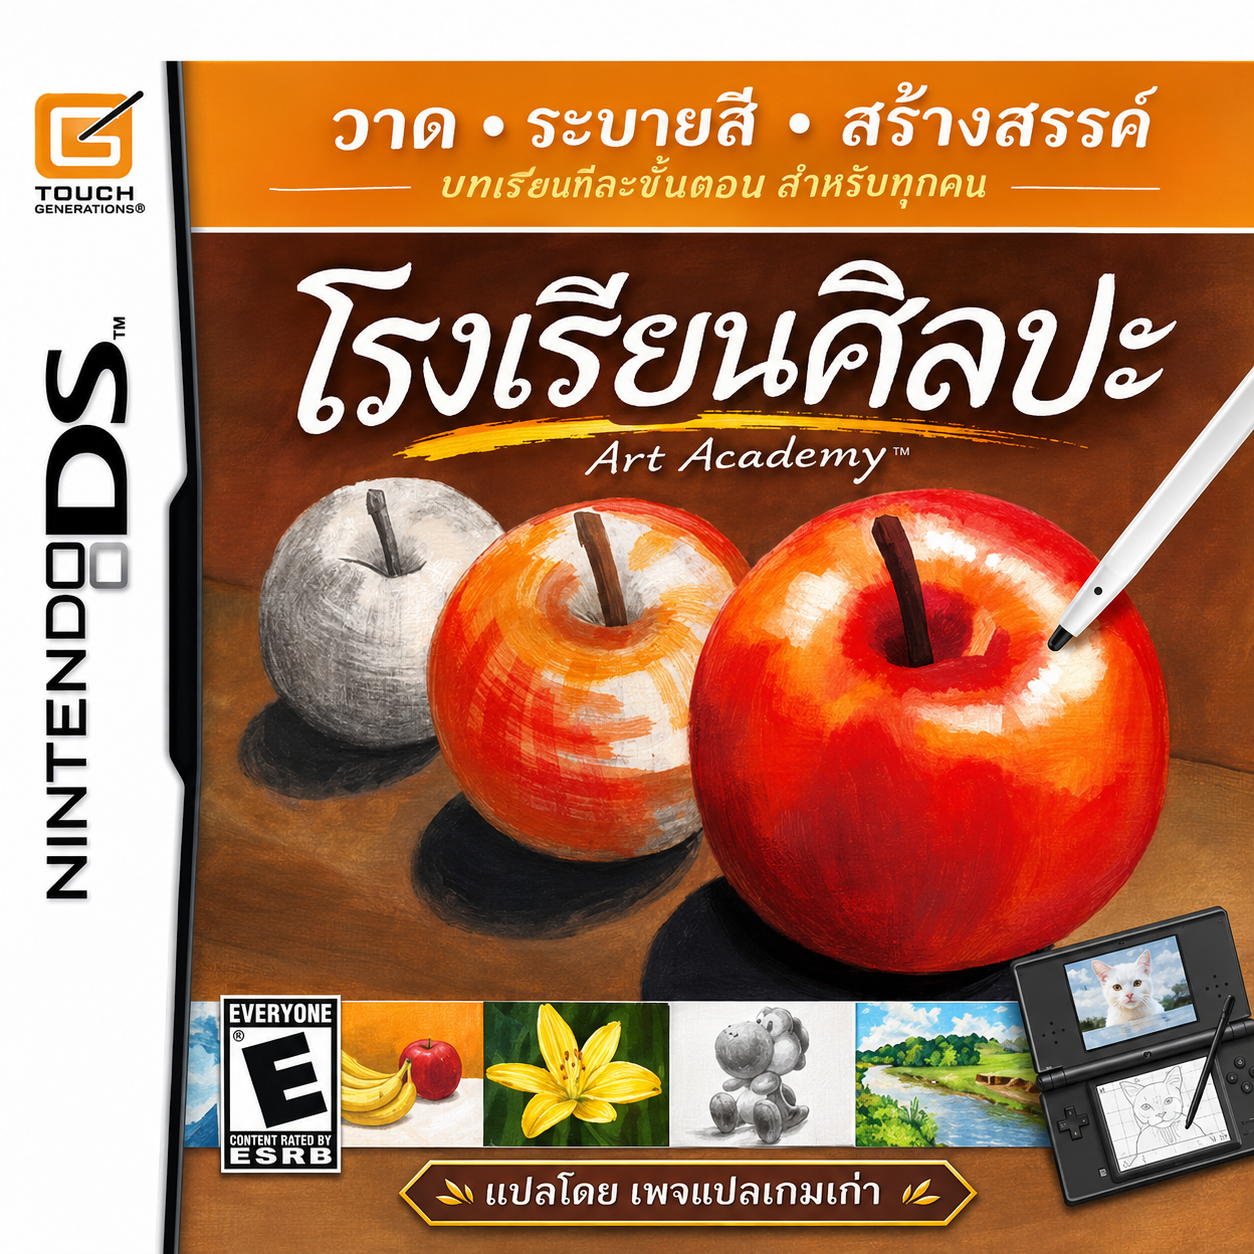 TOUCH
GENERATIONS®
NINTENDO DS™
วาด • ระบายสี • สร้างสรรค์
บทเรียนทีละขั้นตอน สำหรับทุกคน
โรงเรียนศิลปะ
Art Academy™
EVERYONE
E®
CONTENT RATED BY
ESRB
แปลโดย เพจแปลเกมเก่า